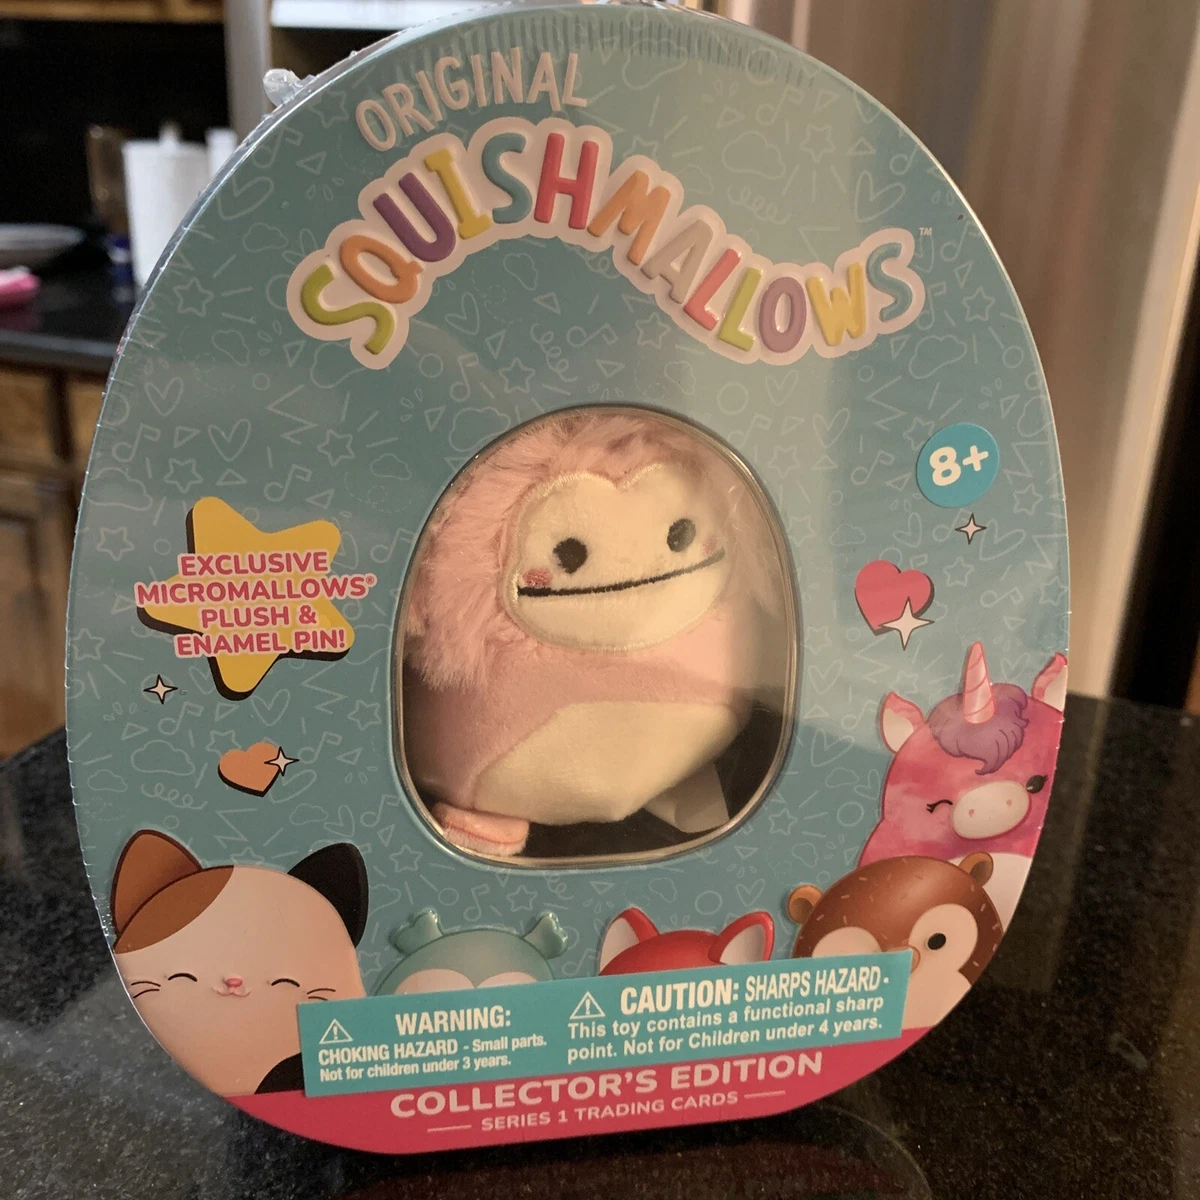 ORIGINAL
SQUISHMALLOWS™
8+
EXCLUSIVE
MICROMALLOWS®
PLUSH &
ENAMEL PIN!
WARNING:
CHOKING HAZARD - Small parts.
Not for children under 3 years.
CAUTION: SHARPS HAZARD -
This toy contains a functional sharp
point. Not for Children under 4 years.
COLLECTOR'S EDITION
SERIES 1 TRADING CARDS